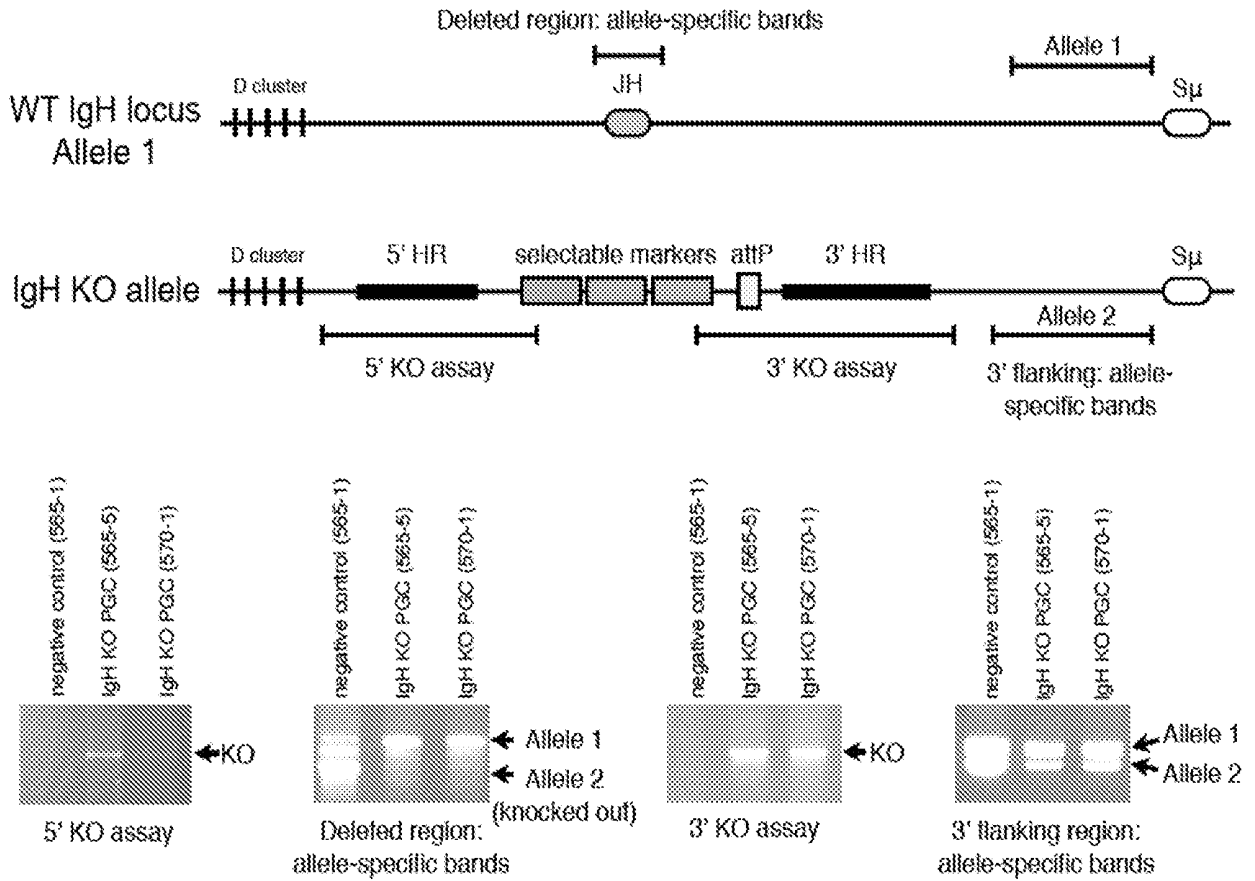 Deleted region: allele-specific bands
Allele 1
D cluster
JH
Sµ
WT IgH locus
Allele 1
D cluster
5' HR
selectable markers
attP
3' HR
Sµ
IgH KO allele
Allele 2
5' KO assay
3' KO assay
3' flanking: allele-
specific bands
negative control (565-1)
IgH KO PGC (565-5)
IgH KO PGC (570-1)
KO
5' KO assay
negative control (565-1)
IgH KO PGC (565-5)
IgH KO PGC (570-1)
Allele 1
Allele 2
(knocked out)
Deleted region:
allele-specific bands
negative control (565-1)
IgH KO PGC (565-5)
IgH KO PGC (570-1)
KO
3' KO assay
negative control (565-1)
IgH KO PGC (565-5)
IgH KO PGC (570-1)
Allele 1
Allele 2
3' flanking region:
allele-specific bands